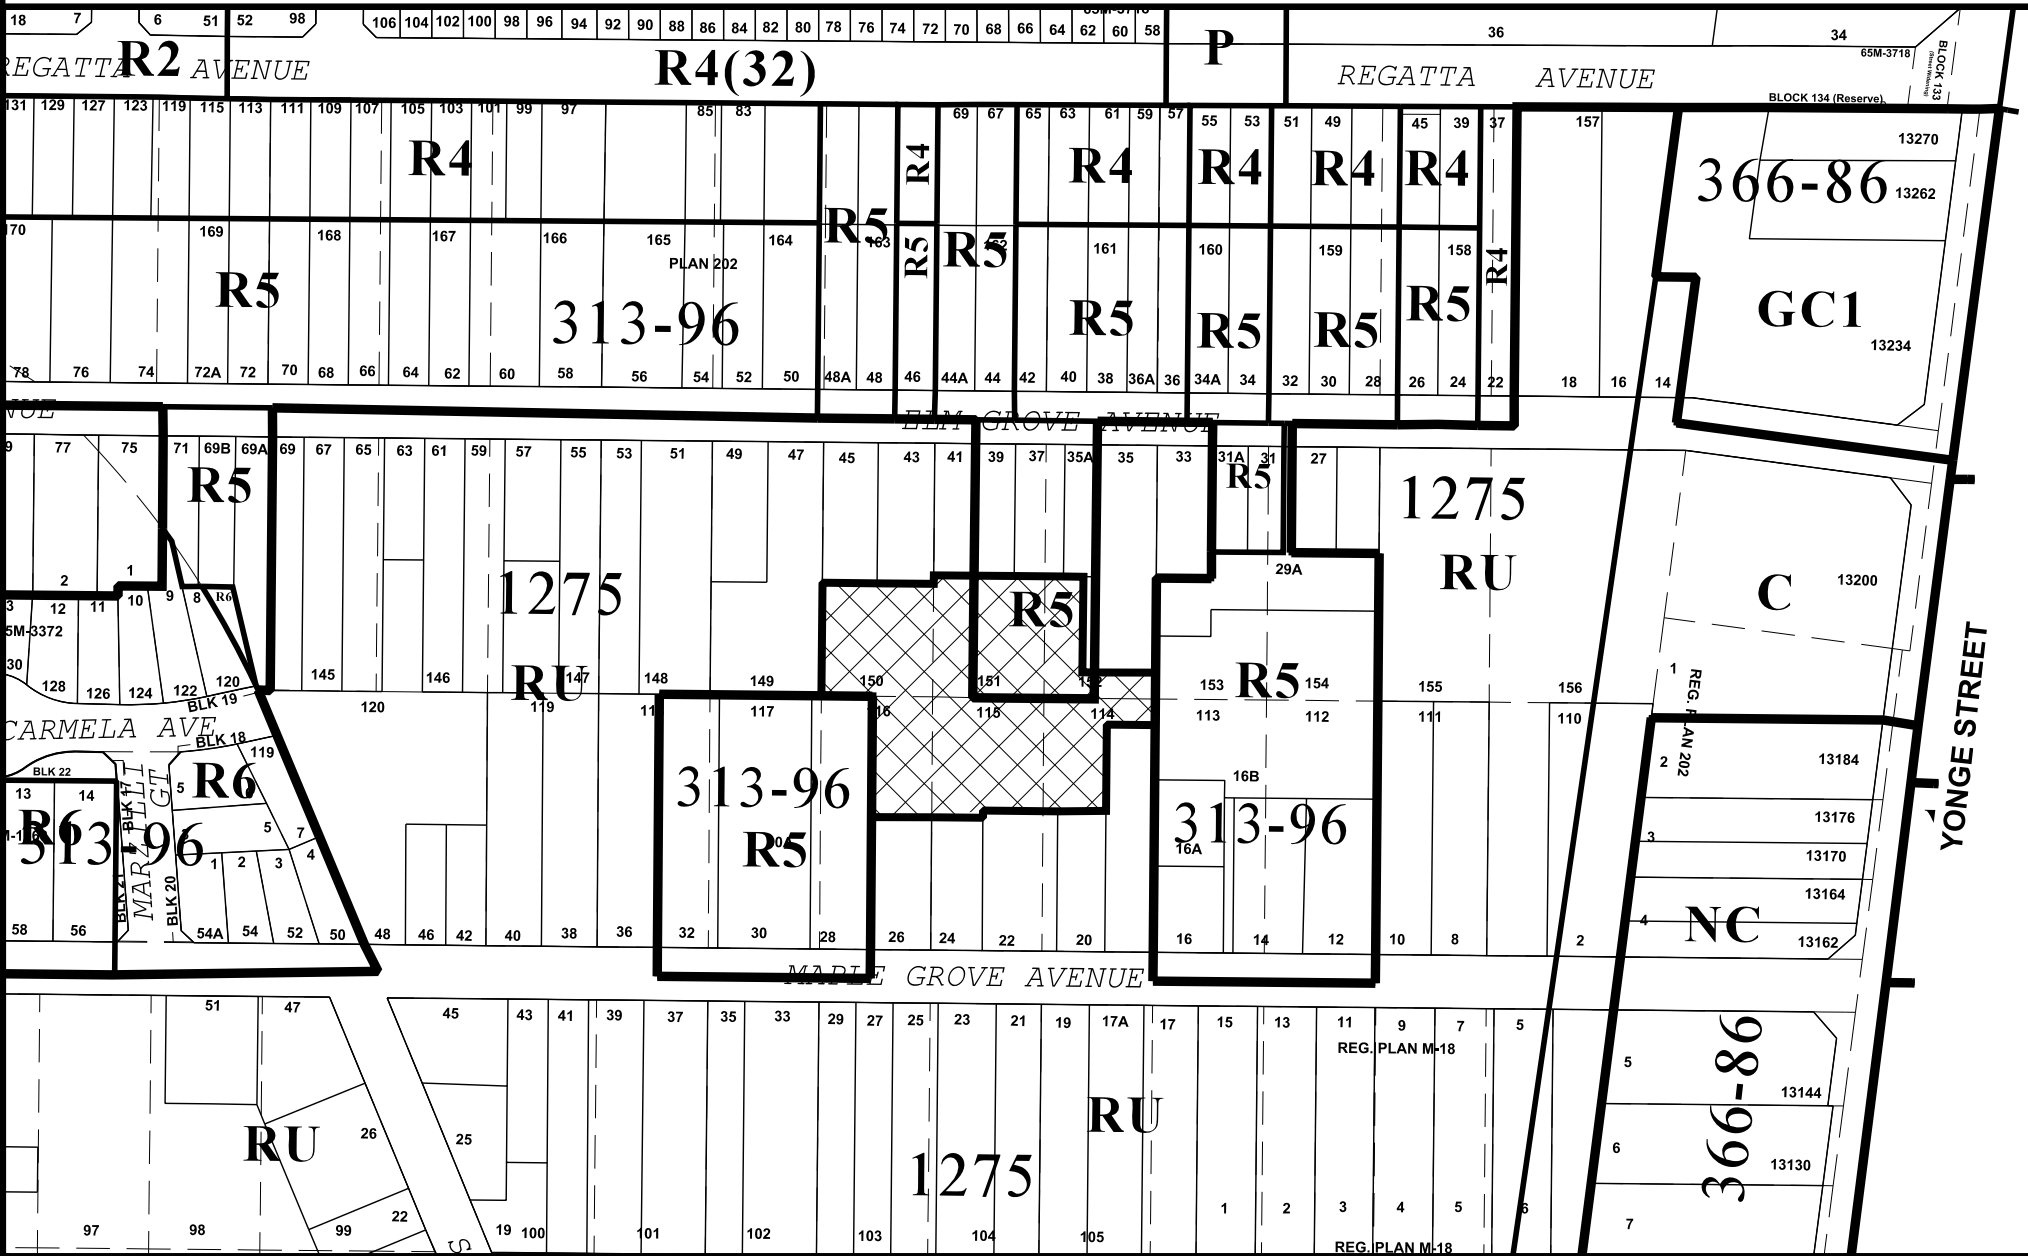 18 7 6 51 52 98 106 104 102 100 98 96 94 92 90 88 86 84 82 80 78 76 74 72 70 68 66 64 62 60 58 36 34
65M-3718
REGATTA AVENUE
R2
R4(32)
P
REGATTA AVENUE
BLOCK 133
BLOCK 134 (Reserve)
131 129 127 123 119 115 113 111 109 107 105 103 101 99 97 85 83 69 67 65 63 61 59 57 55 53 51 49 45 39 37 157
13270
R4 R4 R4 R4 R4 R4
366-86
13262
170 169 168 167 166 165 164 163 162 161 160 159 158
PLAN 202
R5 R5 R5 R5 R5 R5 R5 R5 R4
313-96
GC1
13234
78 76 74 72A 72 70 68 66 64 62 60 58 56 54 52 50 48A 48 46 44A 44 42 40 38 36A 36 34A 34 32 30 28 26 24 22 18 16 14
NUE
ELM GROVE AVENUE
9 77 75 71 69B 69A 69 67 65 63 61 59 57 55 53 51 49 47 45 43 41 39 37 35A 35 33 31A 31 27
R5
R5
1275
RU
29A
C
13200
2 1
3 12 11 10 9 8 R6
5M-3372
1275
R5
30
128 126 124 122 120
BLK 19
145 146 147 148 149 150 151 152 153 154 155 156
RU
R5
1
REG. PLAN 202
120 119 117 115 114 113 112 111 110
CARMELA AVE
BLK 18
119
BLK 22
MARZILLI GT
BLK 20
BLK 21
13 14 5
R6
R6
313-96
313-96
R5
16B
313-96
16A
2 13184
13176
3
13170
13164
4
NC
13162
5 7 1 2 3 4
58 56 54A 54 52 50 48 46 42 40 38 36 32 30 28 26 24 22 20 16 14 12 10 8 2
MAPLE GROVE AVENUE
YONGE STREET
51 47 45 43 41 39 37 35 33 29 27 25 23 21 19 17A 17 15 13 11 9 7 5
REG. PLAN M-18
5
13144
366-86
RU
26 25
RU
1275
6
13130
22
1 2 3 4 5 6 7
97 98 99 19 100 101 102 103 104 105
S
REG. PLAN M-18